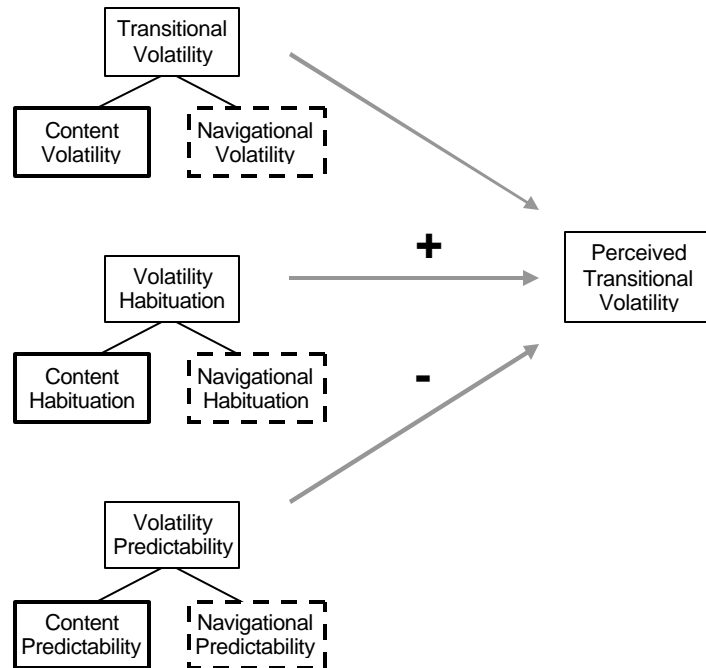 Transitional
Volatility
Content
Volatility
Navigational
Volatility
+
Perceived
Transitional
Volatility
Volatility
Habituation
Content
Habituation
Navigational
Habituation
-
Volatility
Predictability
Content
Predictability
Navigational
Predictability